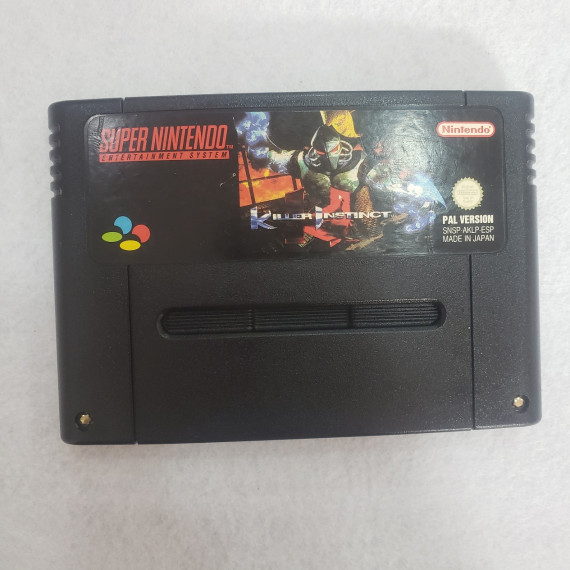 SUPER NINTENDO
ENTERTAINMENT SYSTEM
Nintendo
KILLER INSTINCT
PAL VERSION
SNSP-AKLP-ESP
MADE IN JAPAN